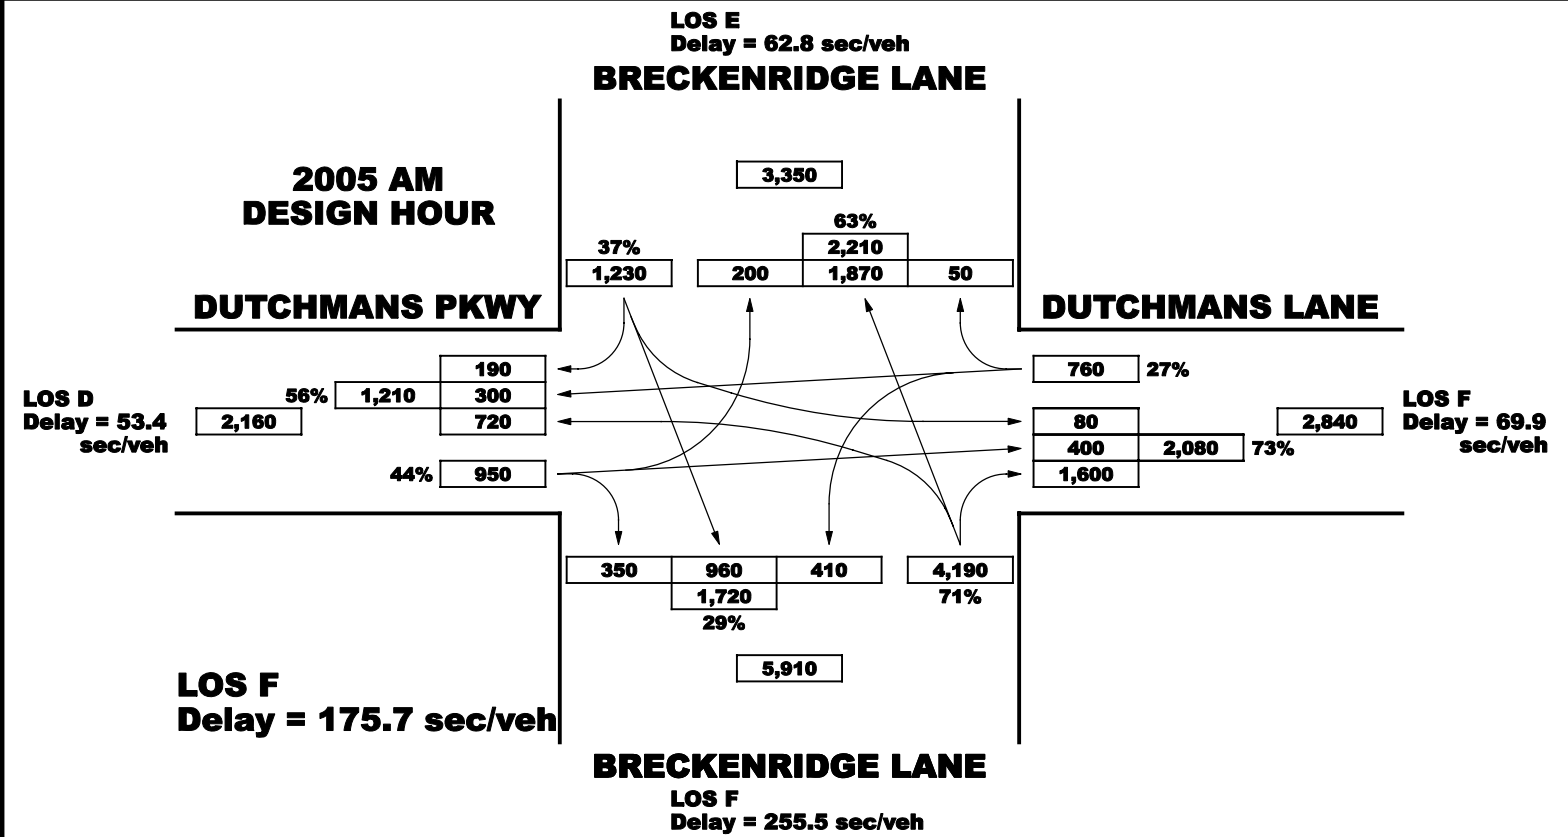 LOS E
Delay = 62.8 sec/veh
BRECKENRIDGE LANE
2005 AM
DESIGN HOUR
3,350
63%
37%
2,210
1,230
200
1,870
50
DUTCHMANS PKWY
DUTCHMANS LANE
190
760
27%
LOS D
Delay = 53.4
sec/veh
56%
1,210
300
2,160
720
80
2,840
LOS F
Delay = 69.9
sec/veh
400
2,080
73%
44%
950
1,600
350
960
410
4,190
1,720
71%
29%
5,910
LOS F
Delay = 175.7 sec/veh
BRECKENRIDGE LANE
LOS F
Delay = 255.5 sec/veh